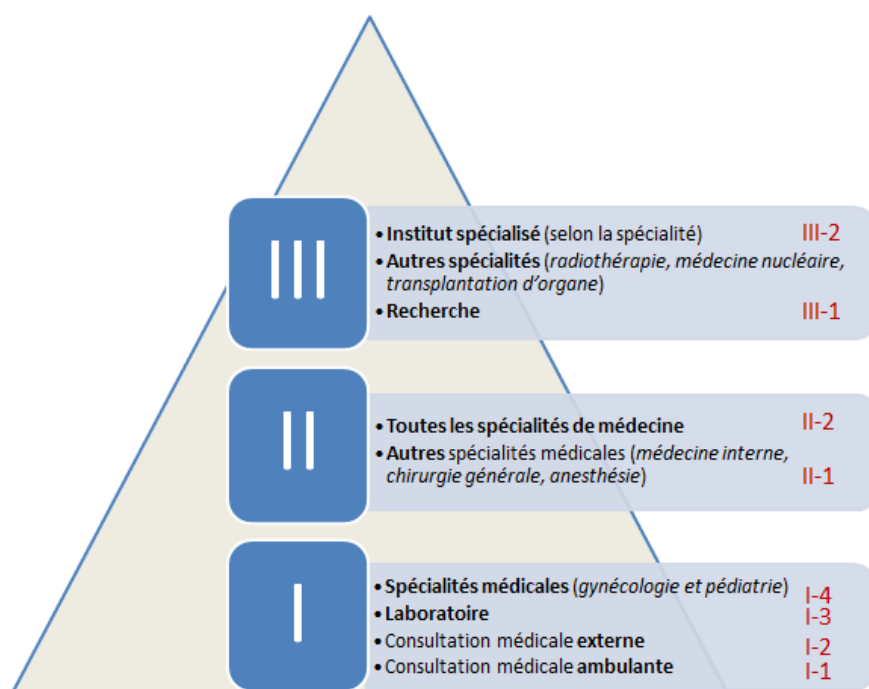 III
• Institut spécialisé (selon la spécialité) III-2
• Autres spécialités (radiothérapie, médecine nucléaire,
transplantation d'organe)
• Recherche III-1
II
• Toutes les spécialités de médecine II-2
• Autres spécialités médicales (médecine interne,
chirurgie générale, anesthésie) II-1
I
• Spécialités médicales (gynécologie et pédiatrie) I-4
• Laboratoire I-3
• Consultation médicale externe I-2
• Consultation médicale ambulante I-1